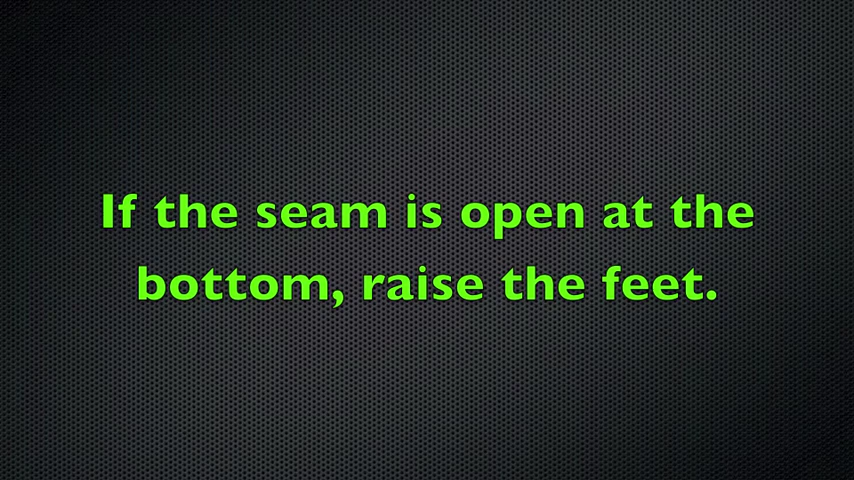 If the seam is open at the
bottom, raise the feet.